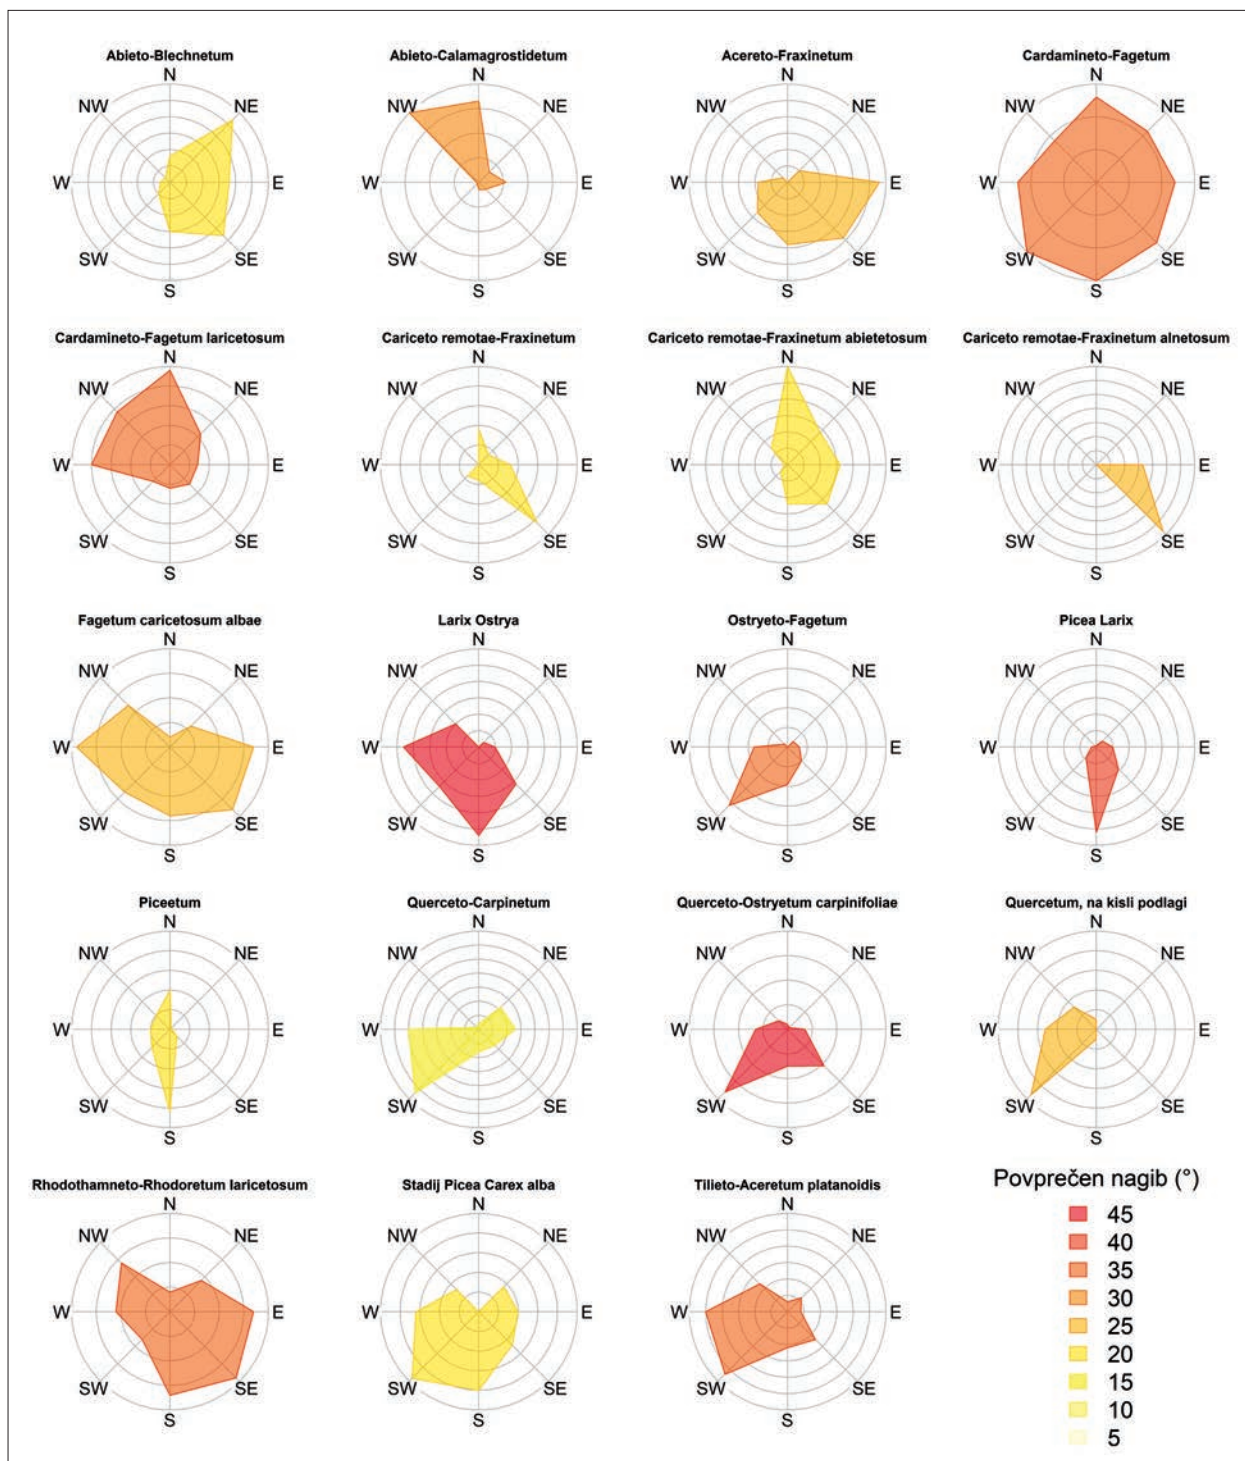 Abieto-Blechnetum
Abieto-Calamagrostidetum
Acereto-Fraxinetum
Cardamineto-Fagetum
N N N N
NW NE NW NE NW NE NW NE
W E W E W E W E
SW SE SW SE SW SE SW SE
S S S S
Cardamineto-Fagetum laricetosum
Cariceto remotae-Fraxinetum
Cariceto remotae-Fraxinetum abietetosum
Cariceto remotae-Fraxinetum alnetosum
N N N N
NW NE NW NE NW NE NW NE
W E W E W E W E
SW SE SW SE SW SE SW SE
S S S S
Fagetum caricetosum albae
Larix Ostrya
Ostryeto-Fagetum
Picea Larix
N N N N
NW NE NW NE NW NE NW NE
W E W E W E W E
SW SE SW SE SW SE SW SE
S S S S
Piceetum
Querceto-Carpinetum
Querceto-Ostryetum carpinifoliae
Quercetum, na kisli podlagi
N N N N
NW NE NW NE NW NE NW NE
W E W E W E W E
SW SE SW SE SW SE SW SE
S S S S
Rhodothamneto-Rhodoretum laricetosum
Stadij Picea Carex alba
Tilieto-Aceretum platanoidis
N N N
NW NE NW NE NW NE
W E W E W E
SW SE SW SE SW SE
S S S
Povprečen nagib (°)
45
40
35
30
25
20
15
10
5